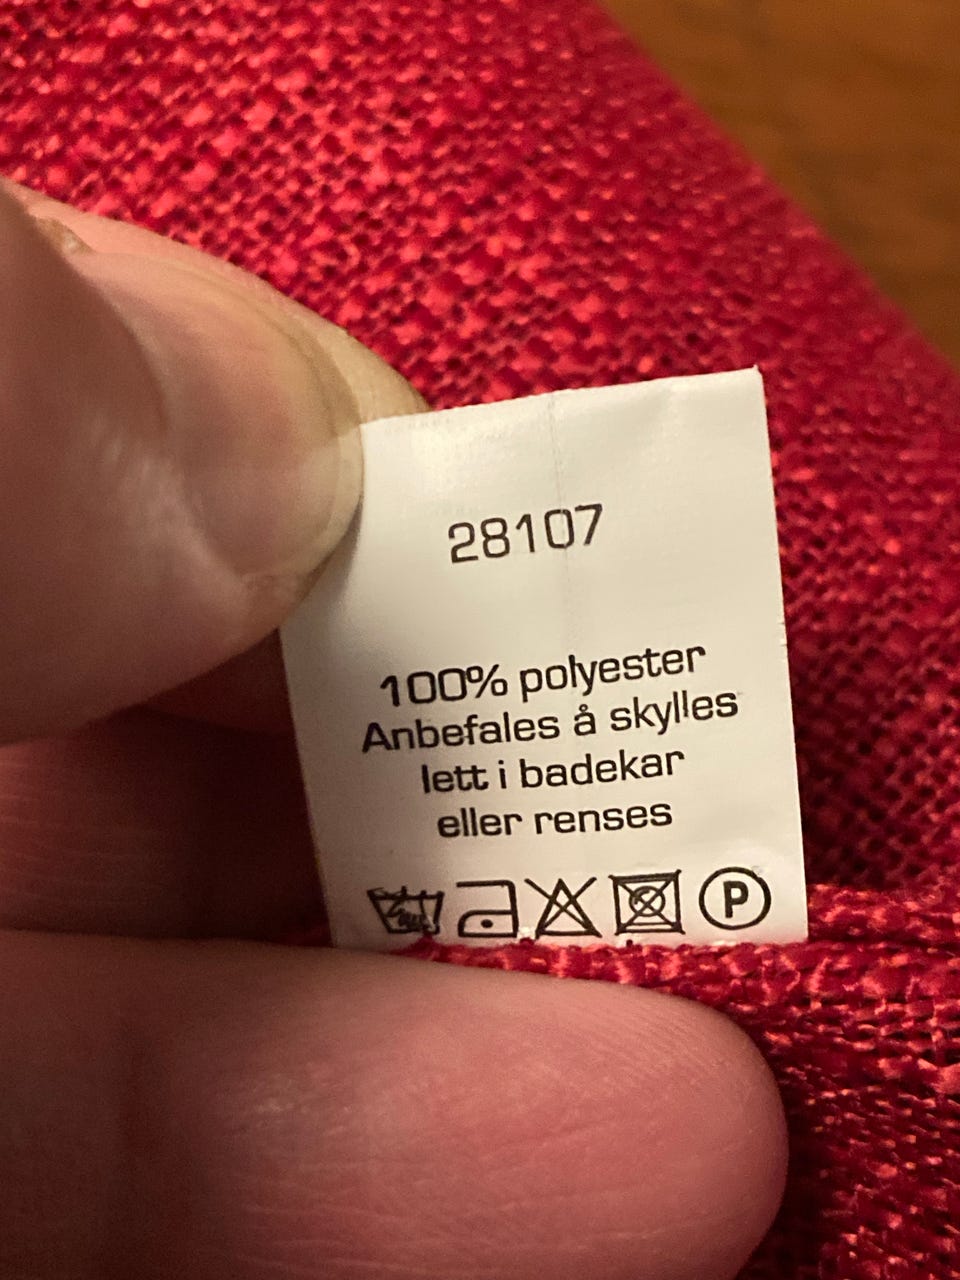 28107
100% polyester
Anbefales å skylles
lett i badekar
eller renses
P